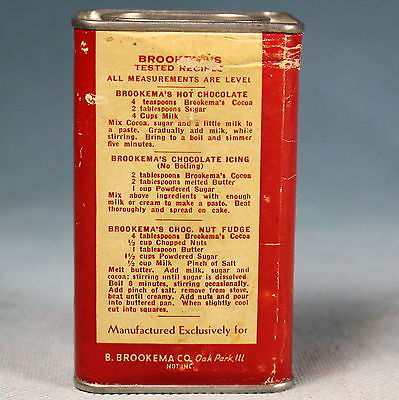 BROOKEMA'S
TESTED RECIPES
ALL MEASUREMENTS ARE LEVEL
BROOKEMA'S HOT CHOCOLATE
4 teaspoons Brookema's Cocoa
2 tablespoons Sugar
4 Cups Milk
Mix Cocoa, sugar and a little milk to
a paste. Gradually add milk, while
stirring. Bring to a boil and simmer
five minutes.
BROOKEMA'S CHOCOLATE ICING
(No Boiling)
2 tablespoons Brookema's Cocoa
2 tablespoons melted Butter
1 cup Powdered Sugar
Mix above ingredients with enough
milk or cream to make a paste. Beat
thoroughly and spread on cake.
BROOKEMA'S CHOC. NUT FUDGE
4 tablespoons Brookema's Cocoa
½ cup Chopped Nuts
1 tablespoon Butter
1½ cups Powdered Sugar
½ cup Milk Pinch of Salt
Melt butter. Add milk, sugar and
cocoa; stirring until sugar is dissolved.
Boil 8 minutes, stirring occasionally.
Add pinch of salt, remove from stove,
beat until creamy. Add nuts and pour
into buttered pan. When slightly cool
cut into squares.
Manufactured Exclusively for
B. BROOKEMA CO. Oak Park, Ill
NOT INC.